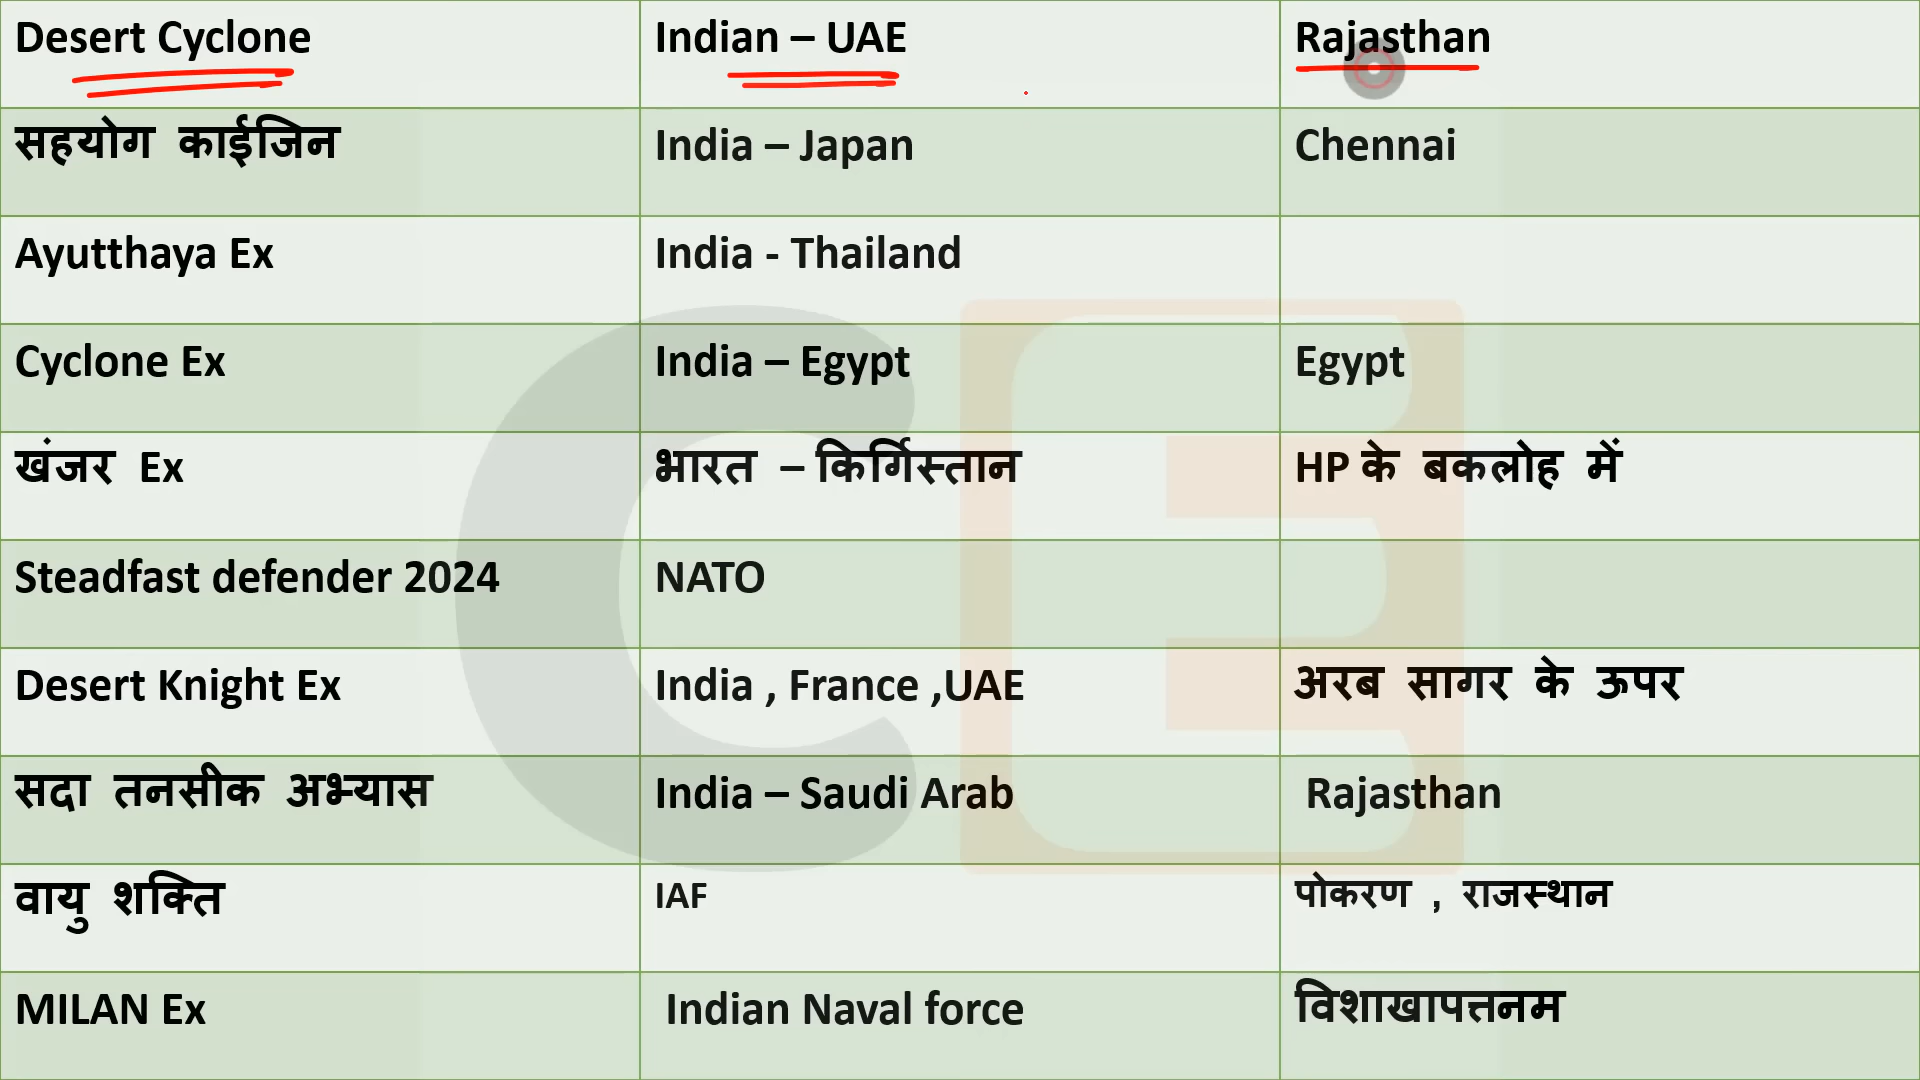 Desert Cyclone
Indian – UAE
Rajasthan
सहयोग काईजिन
India – Japan
Chennai
Ayutthaya Ex
India - Thailand
Cyclone Ex
India – Egypt
Egypt
खंजर Ex
भारत – किर्गिस्तान
HP के बकलोह में
Steadfast defender 2024
NATO
Desert Knight Ex
India , France ,UAE
अरब सागर के ऊपर
सदा तनसीक अभ्यास
India – Saudi Arab
Rajasthan
वायु शक्ति
IAF
पोकरण , राजस्थान
MILAN Ex
Indian Naval force
विशाखापत्तनम